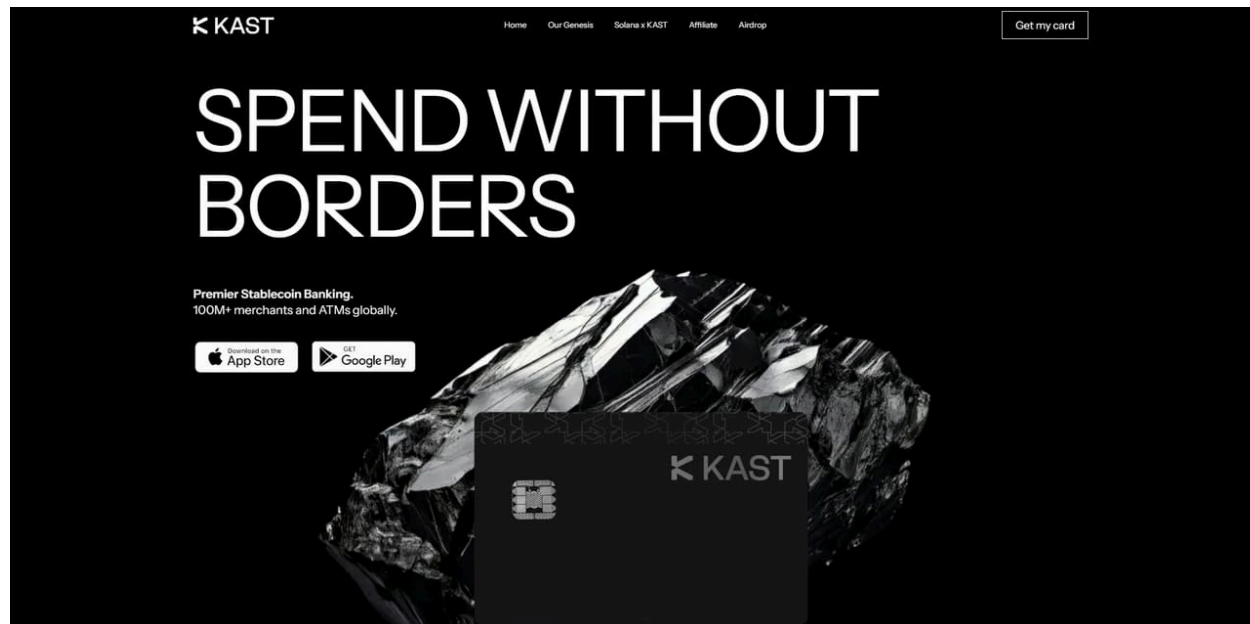 KAST
Home Our Genesis Solana x KAST Affiliate Airdrop
Get my card
SPEND WITHOUT
BORDERS
Premier Stablecoin Banking.
100M+ merchants and ATMs globally.
Download on the
App Store
GET
Google Play
KAST